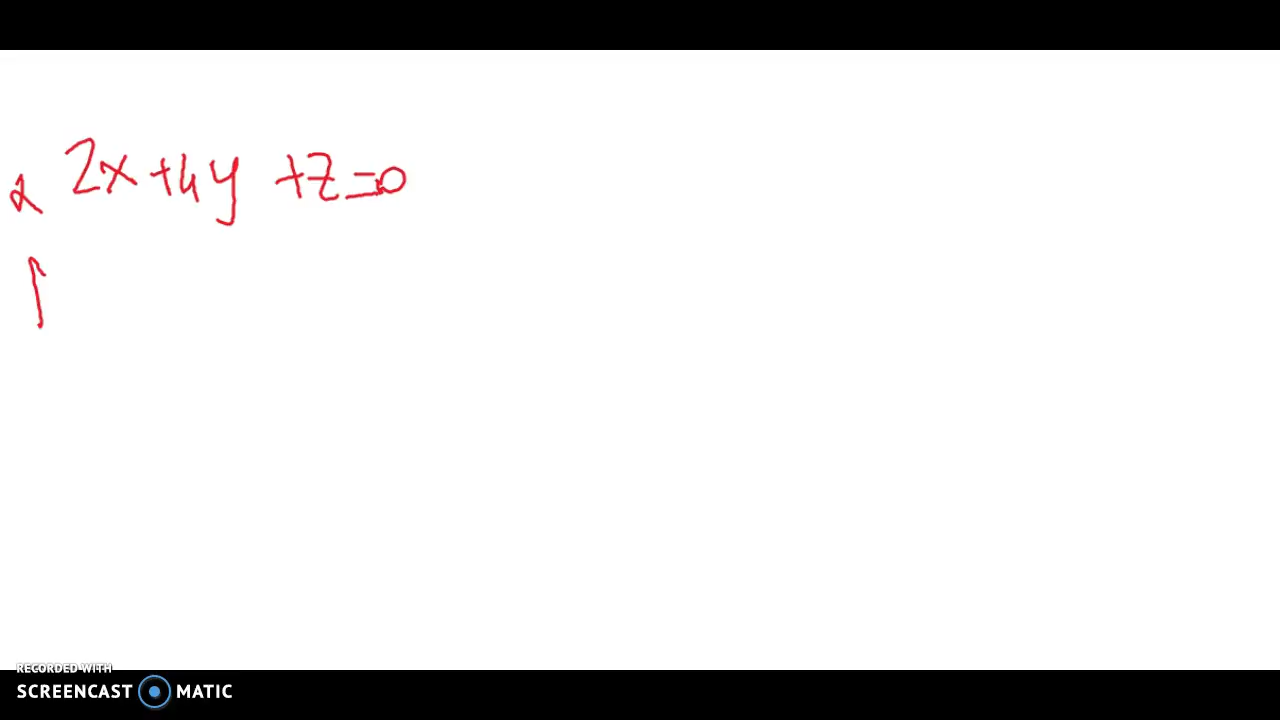 α 2x+4y +z=0
RECORDED WITH
SCREENCAST MATIC